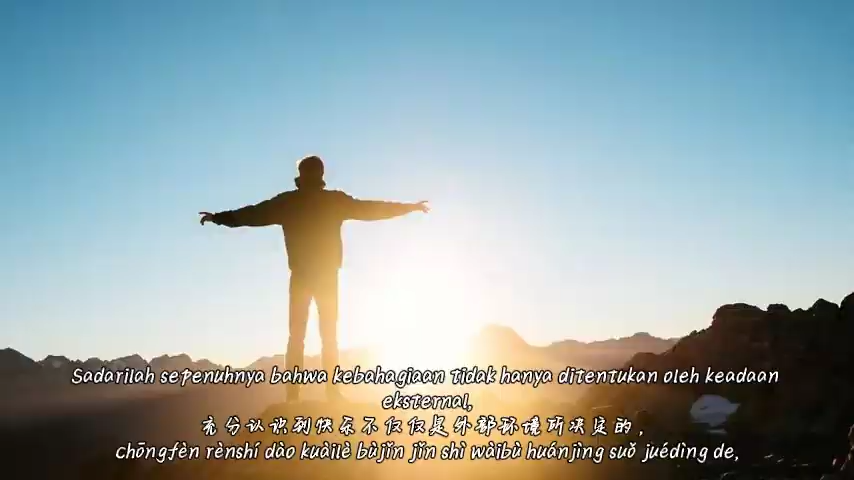 Sadarilah sepenuhnya bahwa kebahagiaan tidak hanya ditentukan oleh keadaan
eksternal,
充分认识到快乐不仅仅是外部环境所决定的，
chōngfèn rènshí dào kuàilè bùjǐn jǐn shì wàibù huánjìng suǒ juédìng de,